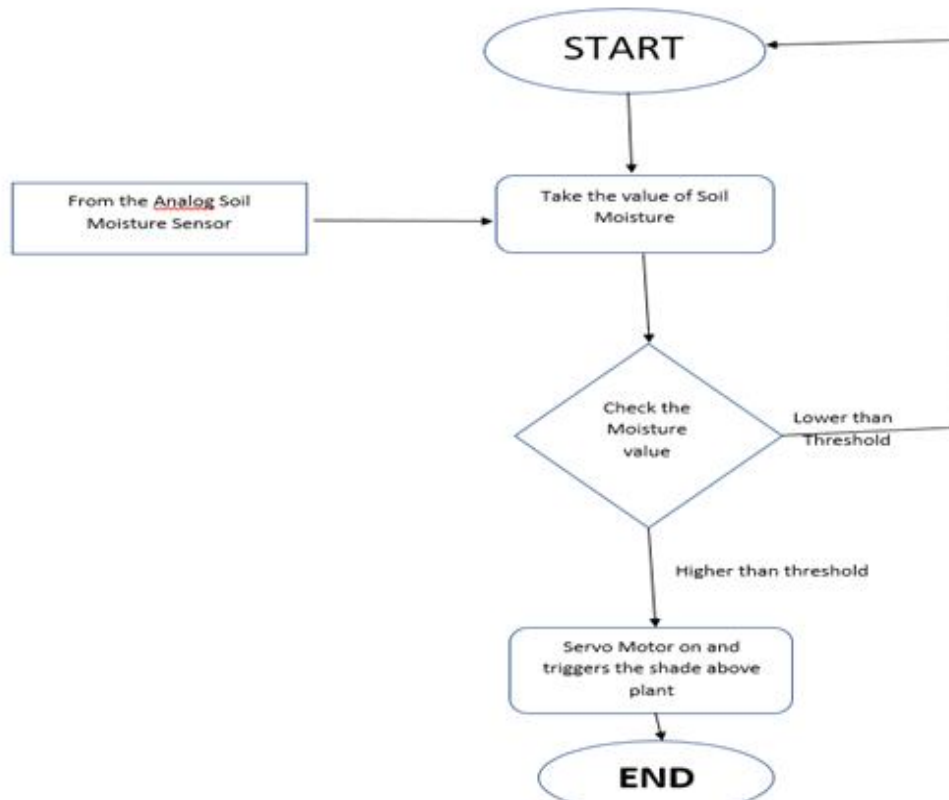 START
From the Analog Soil
Moisture Sensor
Take the value of Soil
Moisture
Check the
Moisture
value
Lower than
Threshold
Higher than threshold
Servo Motor on and
triggers the shade above
plant
END